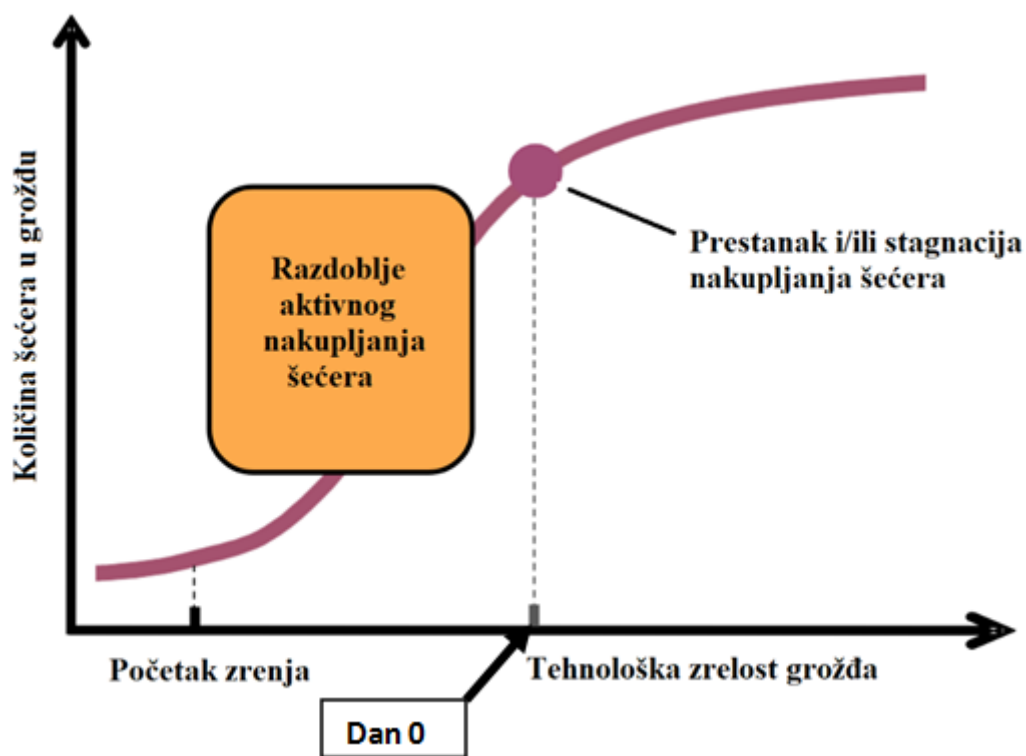 Količina šećera u grožđu
Razdoblje
aktivnog
nakupljanja
šećera
Prestanak i/ili stagnacija
nakupljanja šećera
Početak zrenja
Tehnološka zrelost grožđa
Dan 0